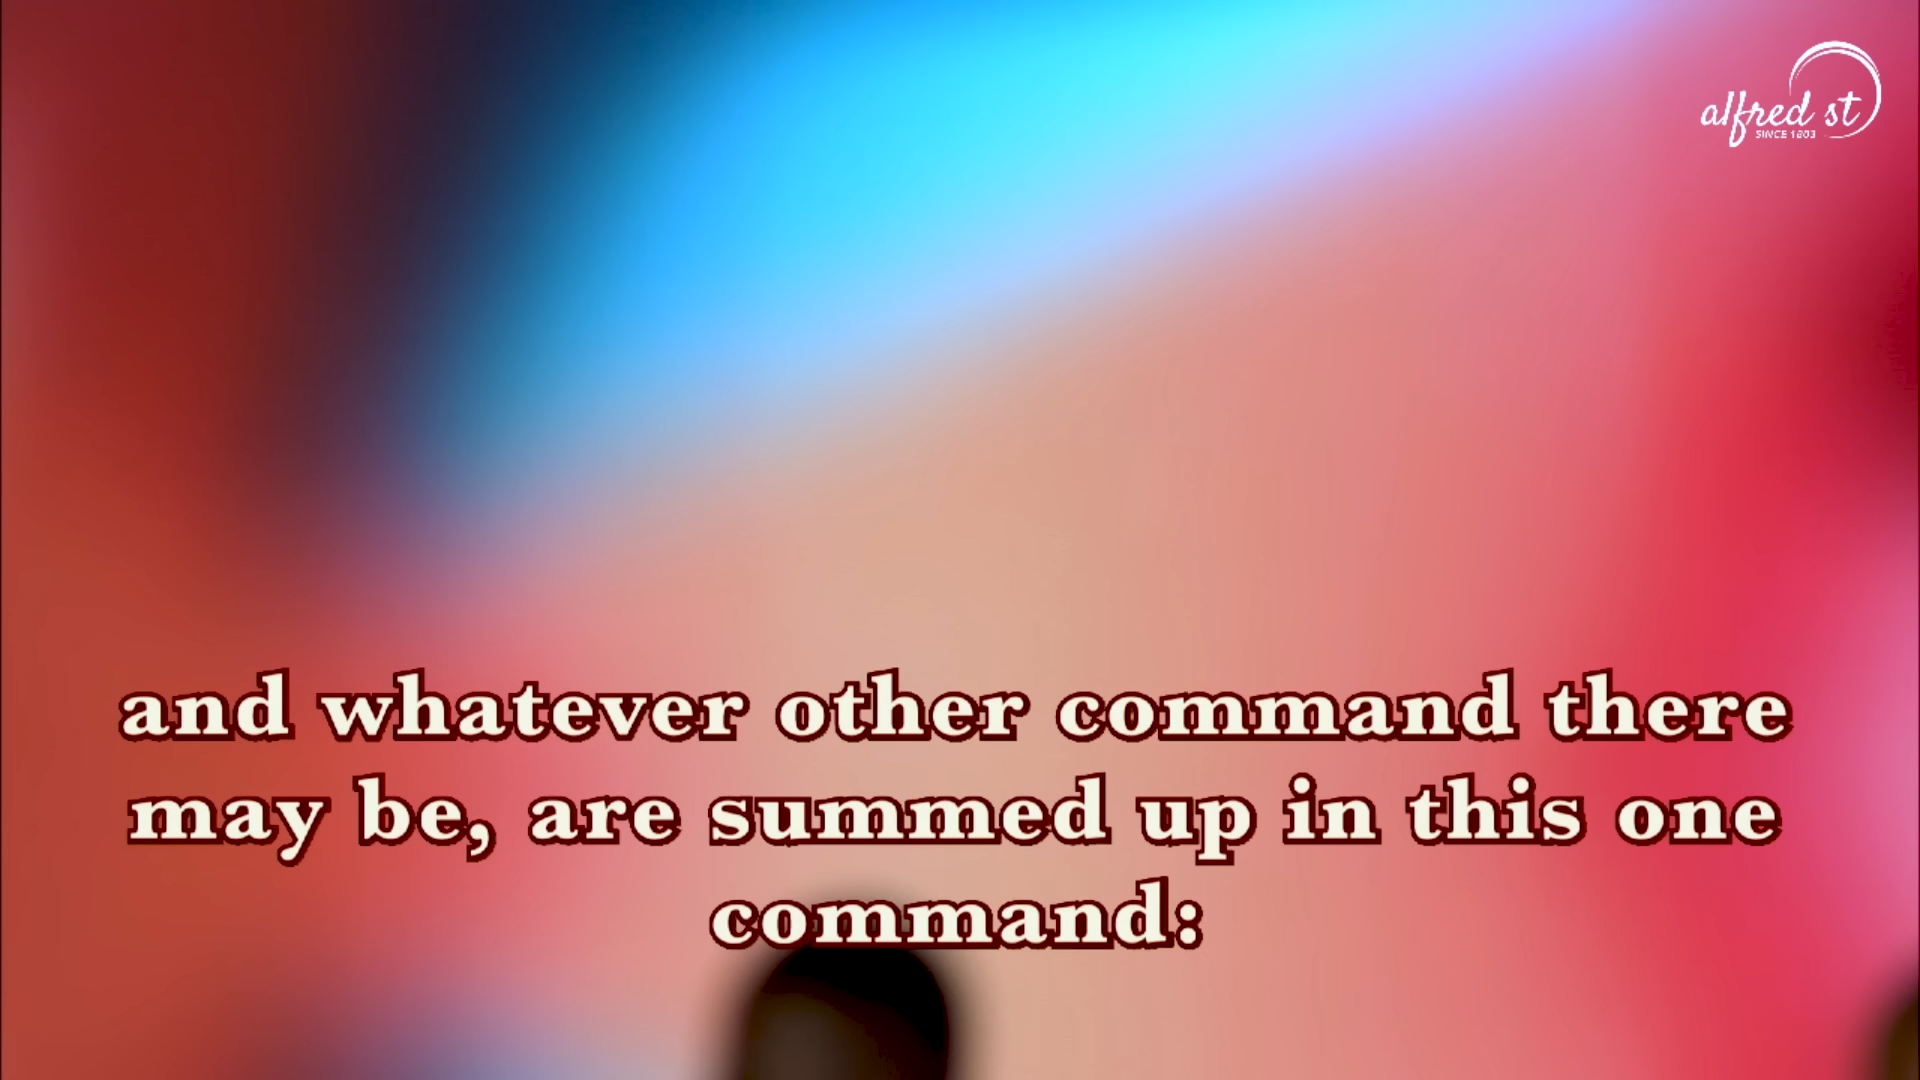 alfred st
SINCE 1803
and whatever other command there
may be, are summed up in this one
command: